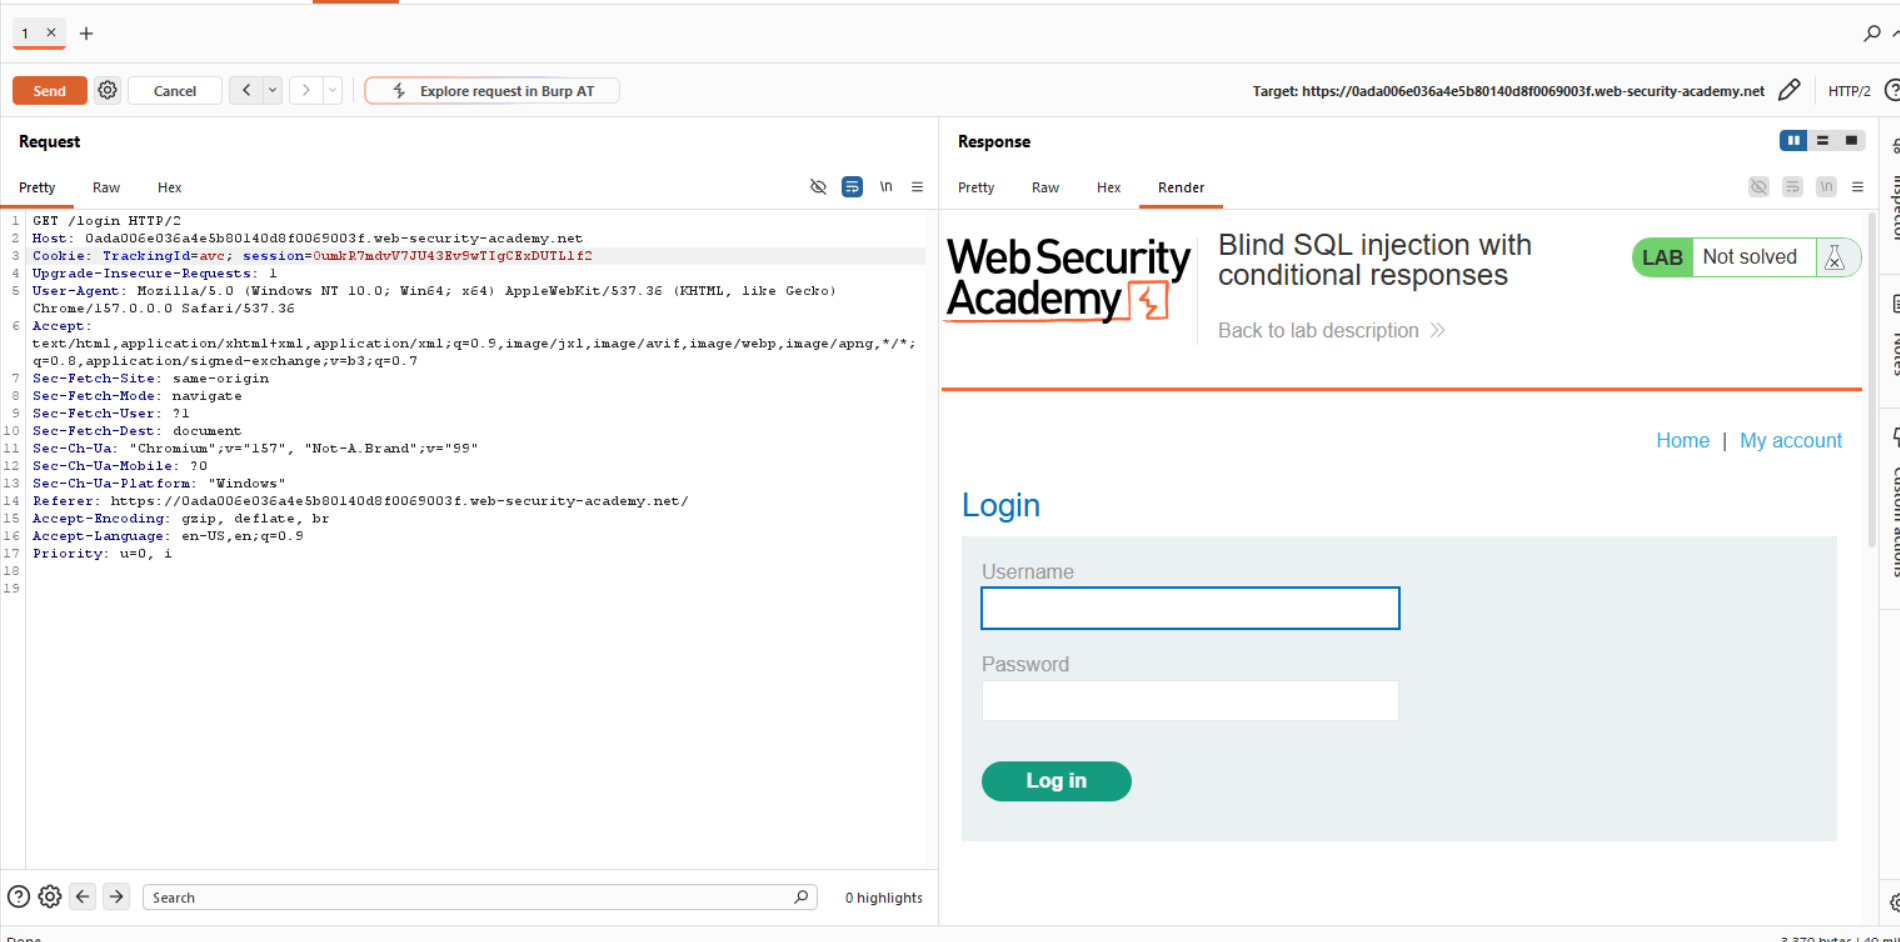 1 × +
Send Cancel < > Explore request in Burp AT Target: https://0ada006e036a4e5b80140d8f0069003f.web-security-academy.net HTTP/2
Request
Pretty Raw Hex \n
1 GET /login HTTP/2
2 Host: 0ada006e036a4e5b80140d8f0069003f.web-security-academy.net
3 Cookie: TrackingId=avc; session=OumkR7mdvV7JU43Ev9wTIgCExDUTL1f2
4 Upgrade-Insecure-Requests: 1
5 User-Agent: Mozilla/5.0 (Windows NT 10.0; Win64; x64) AppleWebKit/537.36 (KHTML, like Gecko)
Chrome/157.0.0.0 Safari/537.36
6 Accept:
text/html,application/xhtml+xml,application/xml;q=0.9,image/jxl,image/avif,image/webp,image/apng,*/*;
q=0.8,application/signed-exchange;v=b3;q=0.7
7 Sec-Fetch-Site: same-origin
8 Sec-Fetch-Mode: navigate
9 Sec-Fetch-User: ?1
10 Sec-Fetch-Dest: document
11 Sec-Ch-Ua: "Chromium";v="157", "Not-A.Brand";v="99"
12 Sec-Ch-Ua-Mobile: ?0
13 Sec-Ch-Ua-Platform: "Windows"
14 Referer: https://0ada006e036a4e5b80140d8f0069003f.web-security-academy.net/
15 Accept-Encoding: gzip, deflate, br
16 Accept-Language: en-US,en;q=0.9
17 Priority: u=0, i
18
19
Search 0 highlights
Response
Pretty Raw Hex Render \n
Web Security
Academy
Blind SQL injection with
conditional responses
Back to lab description
LAB Not solved
Home | My account
Login
Username
Password
Log in
Inspector
Notes
Custom actions
Done